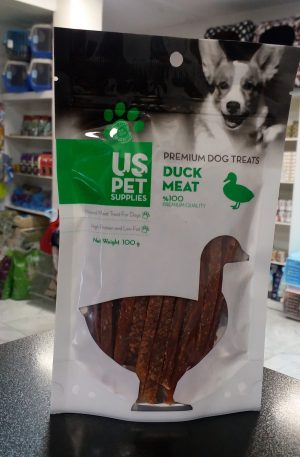 US
PET
SUPPLIES
PREMIUM DOG TREATS
DUCK
MEAT
%100
PREMIUM QUALITY
Meat Treat For Dogs
High Protein and Low Fat
Net Weight 100 g